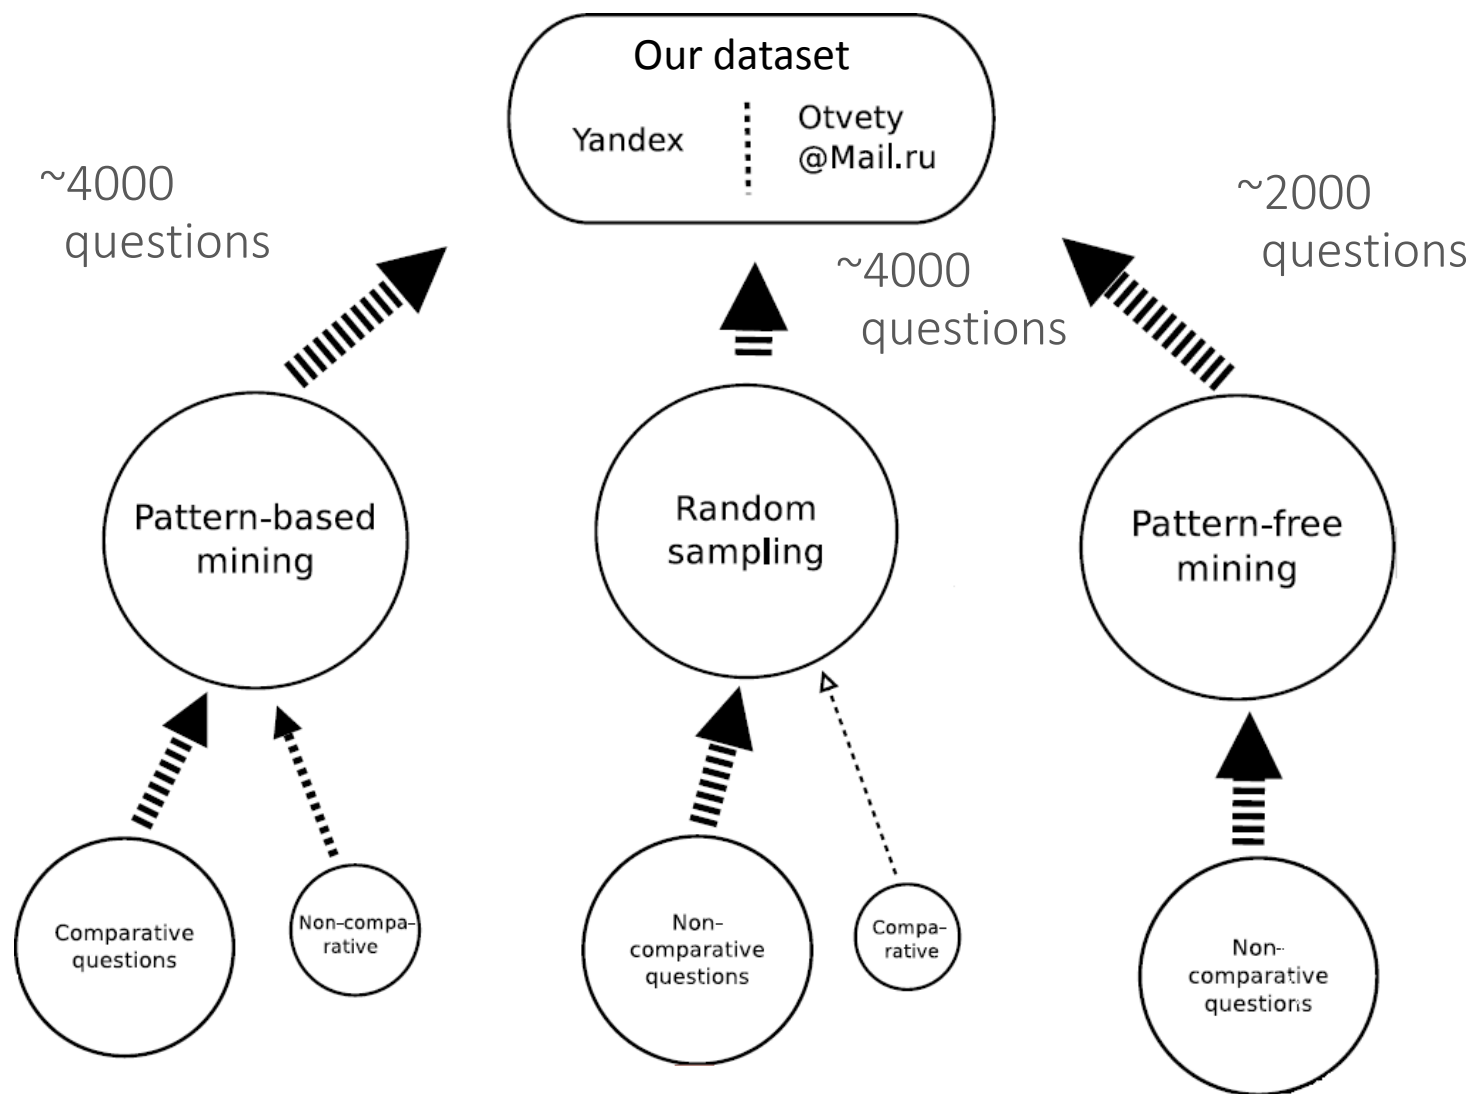 Our dataset
Yandex
Otvety
@Mail.ru
~4000
questions
~4000
questions
~2000
questions
Pattern-based
mining
Random
sampling
Pattern-free
mining
Comparative
questions
Non-compa-
rative
Non-
comparative
questions
Compa-
rative
Non-
comparative
questions